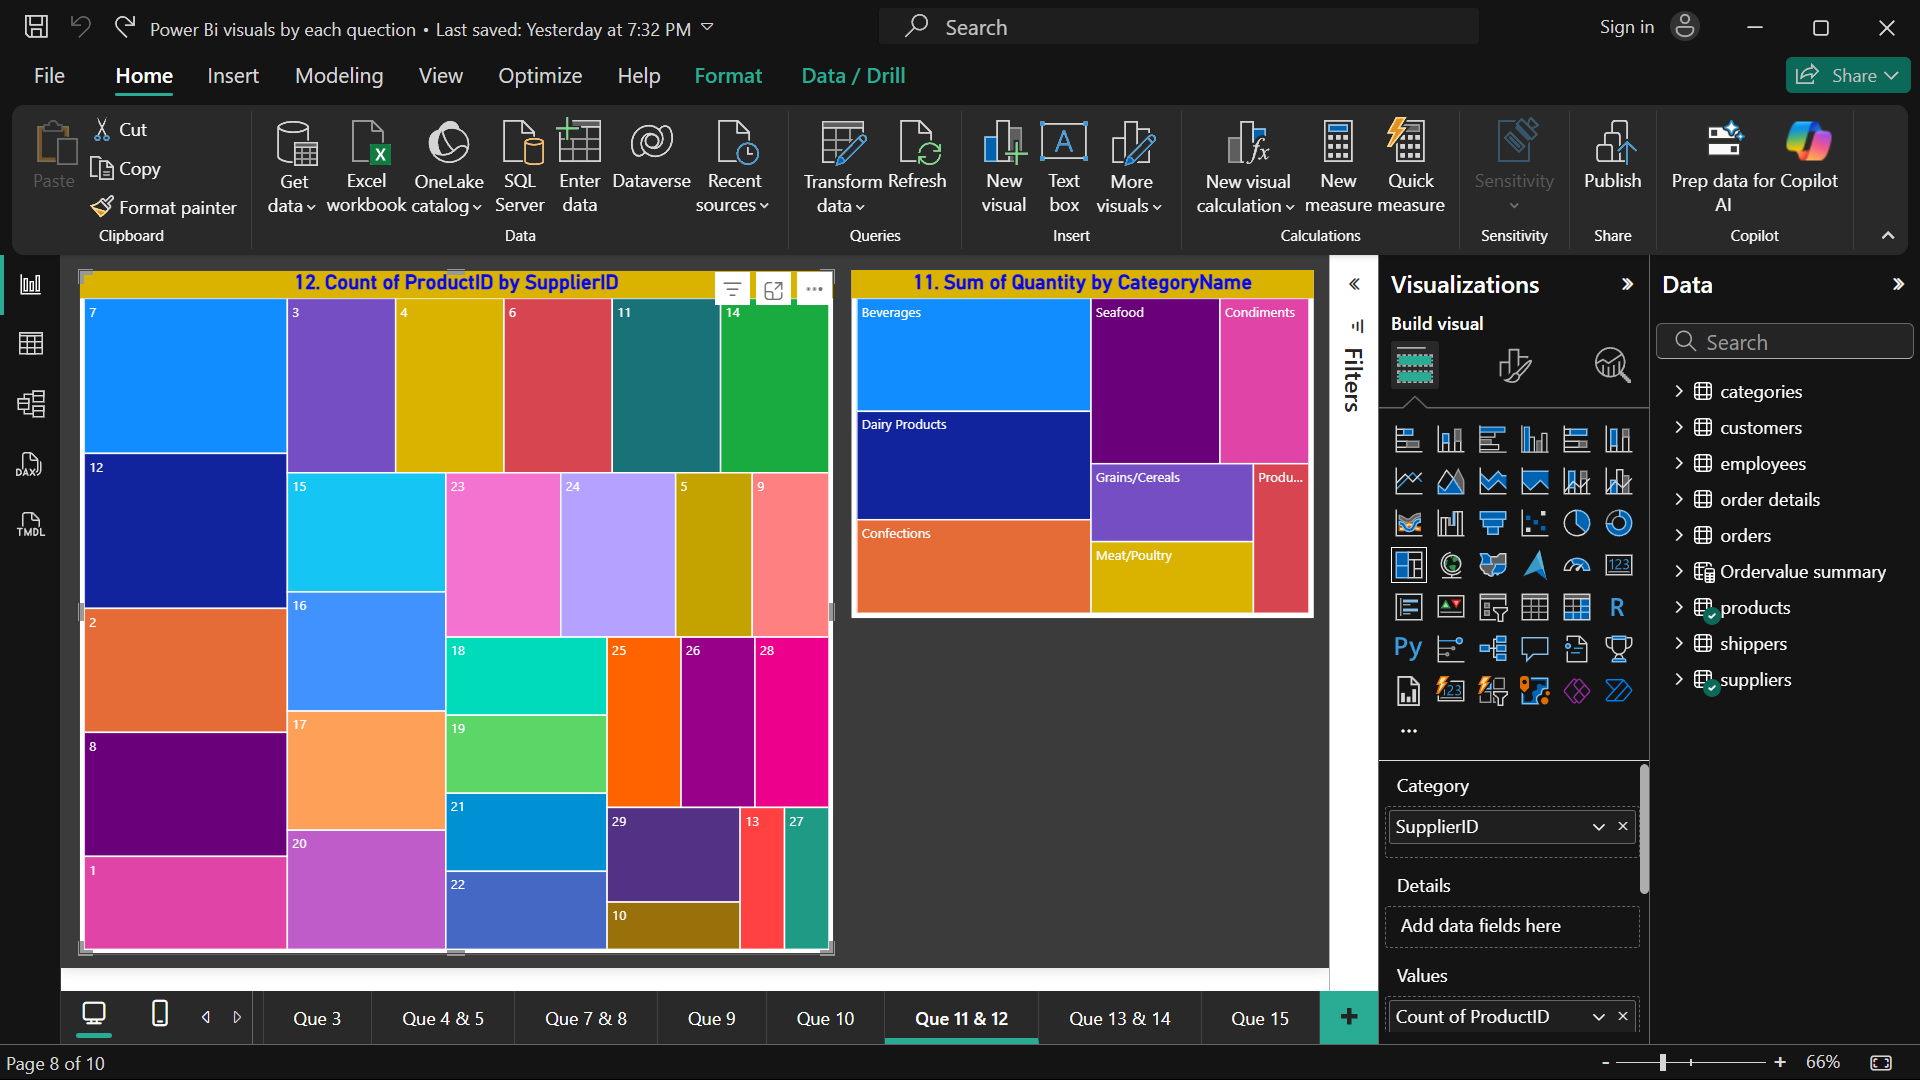 Power Bi visuals by each question • Last saved: Yesterday at 7:32 PM
Search
Sign in
File
Home
Insert
Modeling
View
Optimize
Help
Format
Data / Drill
Share
Paste
Cut
Copy
Format painter
Clipboard
Get data
Excel workbook
OneLake catalog
SQL Server
Enter data
Dataverse
Recent sources
Data
Transform data
Refresh
Queries
New visual
Text box
More visuals
Insert
New visual calculation
New measure
Quick measure
Calculations
Sensitivity
Sensitivity
Publish
Share
Prep data for AI
Copilot
Copilot
DAX
TMDL
12. Count of ProductID by SupplierID
7
3
4
6
11
14
12
15
23
24
5
9
2
16
18
25
26
28
8
17
19
21
29
13
27
20
1
22
10
11. Sum of Quantity by CategoryName
Beverages
Seafood
Condiments
Dairy Products
Grains/Cereals
Produ...
Confections
Meat/Poultry
Filters
Visualizations
Build visual
123
R
Py
123
Category
SupplierID
Details
Add data fields here
Values
Count of ProductID
Data
Search
categories
customers
employees
order details
orders
Ordervalue summary
products
shippers
suppliers
Que 3
Que 4 & 5
Que 7 & 8
Que 9
Que 10
Que 11 & 12
Que 13 & 14
Que 15
Page 8 of 10
66%